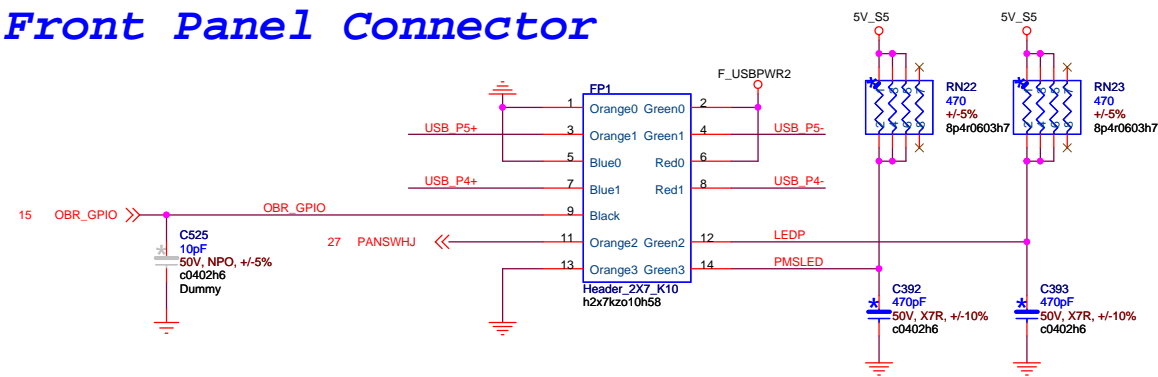 Front Panel Connector
5V_S5
5V_S5
F_USBPWR2
FP1
RN22
470
+/-5%
8p4r0603h7
RN23
470
+/-5%
8p4r0603h7
1 Orange0 Green0 2
USB_P5+ 3 Orange1 Green1 4 USB_P5-
5 Blue0 Red0 6
USB_P4+ 7 Blue1 Red1 8 USB_P4-
15 OBR_GPIO OBR_GPIO 9 Black
27 PANSWHJ 11 Orange2 Green2 12 LEDP
13 Orange3 Green3 14 PMSLED
Header_2X7_K10
h2x7kzo10h58
C525
10pF
50V, NPO, +/-5%
c0402h6
Dummy
C392
470pF
50V, X7R, +/-10%
c0402h6
C393
470pF
50V, X7R, +/-10%
c0402h6